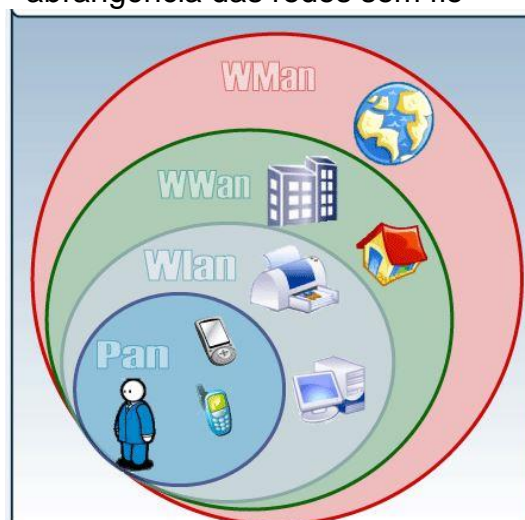 abrangência das redes sem fio
WMan
WWan
Wlan
Pan